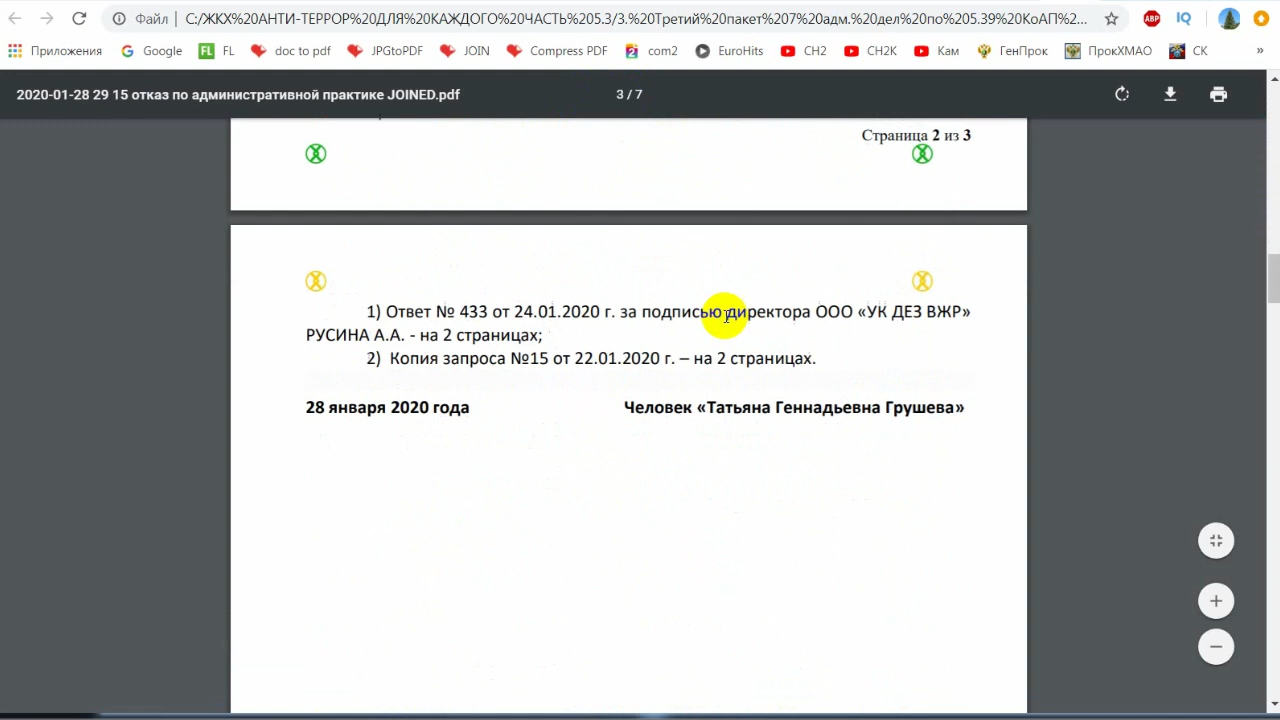 Файл
C:/ЖКХ%20АНТИ-ТЕРРОР%20ДЛЯ%20КАЖДОГО%20ЧАСТЬ%205.3/3.%20Третий%20пакет%207%20адм.%20дел%20по%205.39%20КоАП%...
ABP
IQ
Приложения
Google
FL FL
doc to pdf
JPGtoPDF
JOIN
Compress PDF
com2
EuroHits
CH2
CH2K
Кам
ГенПрок
ПрокХМАО
СК
»
2020-01-28 29 15 отказ по административной практике JOINED.pdf
3 / 7
Страница 2 из 3
1) Ответ № 433 от 24.01.2020 г. за подписью директора ООО «УК ДЕЗ ВЖР»
РУСИНА А.А. - на 2 страницах;
2) Копия запроса №15 от 22.01.2020 г. – на 2 страницах.
28 января 2020 года
Человек «Татьяна Геннадьевна Грушева»